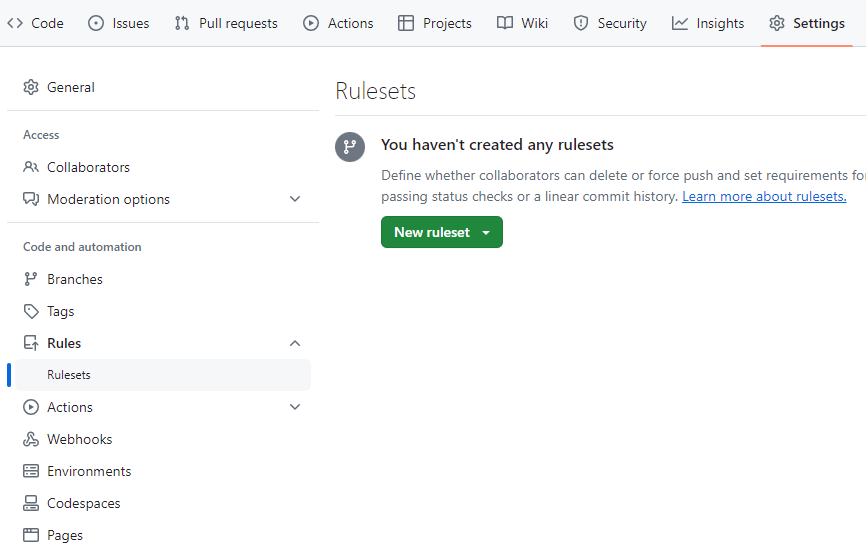 Code Issues Pull requests Actions Projects Wiki Security Insights Settings
General
Access
Collaborators
Moderation options
Code and automation
Branches
Tags
Rules
Rulesets
Actions
Webhooks
Environments
Codespaces
Pages
Rulesets
You haven't created any rulesets
Define whether collaborators can delete or force push and set requirements for
passing status checks or a linear commit history. Learn more about rulesets.
New ruleset